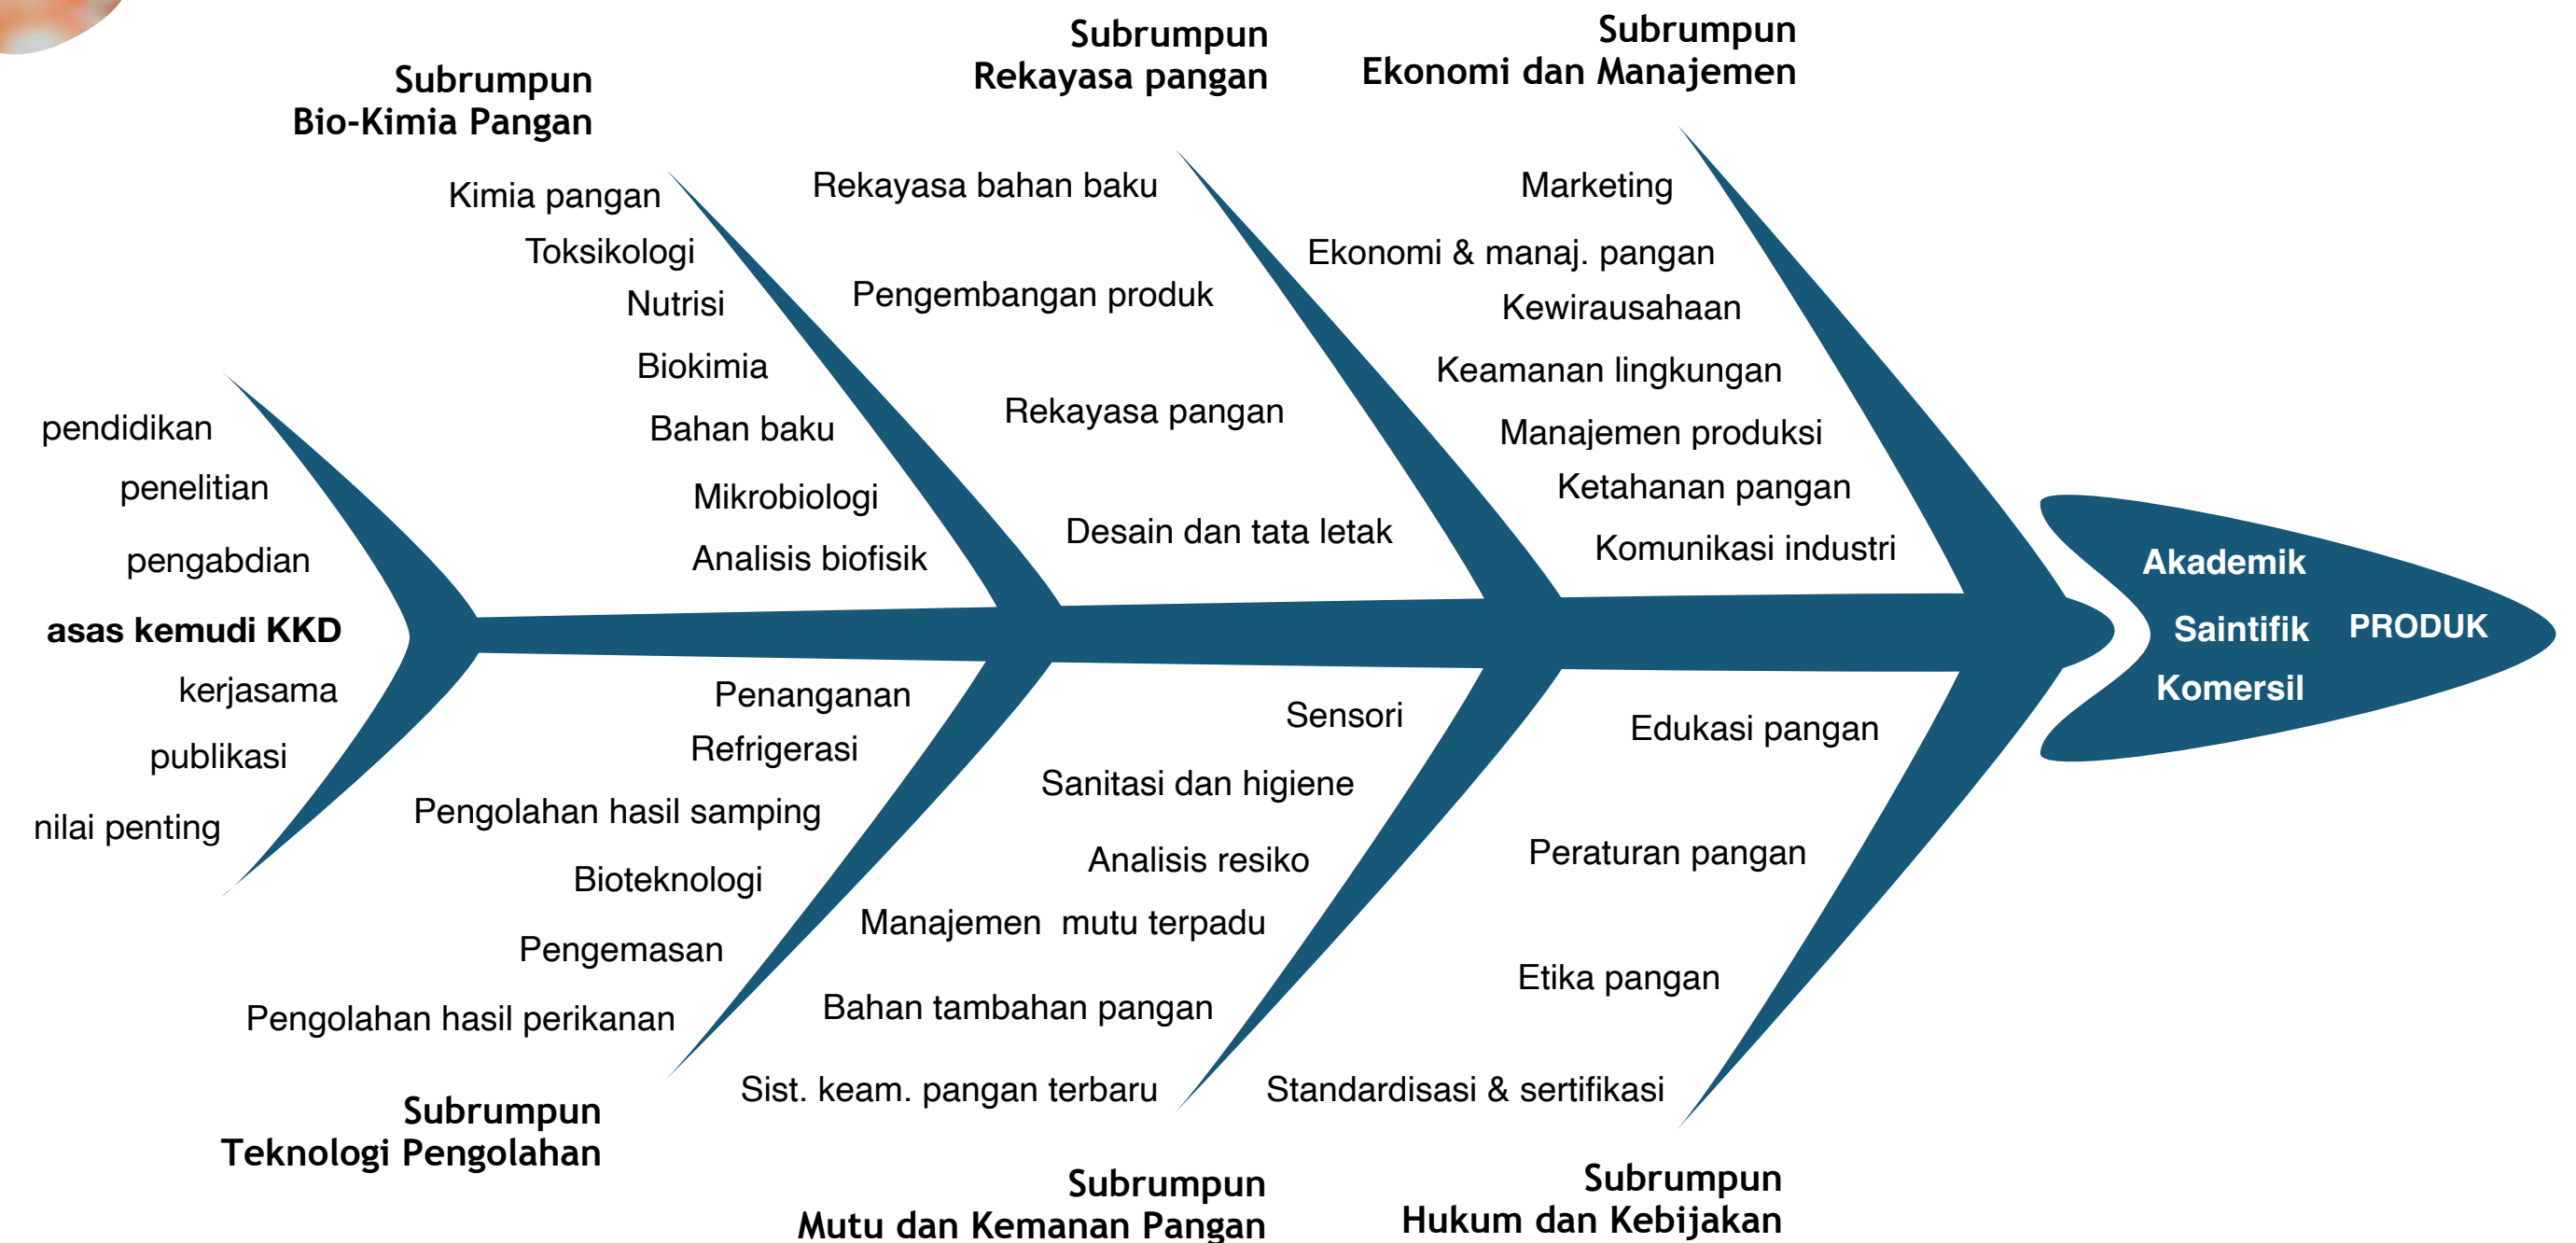 Subrumpun
Bio-Kimia Pangan
Kimia pangan
Toksikologi
Nutrisi
Biokimia
Bahan baku
Mikrobiologi
Analisis biofisik
Subrumpun
Rekayasa pangan
Rekayasa bahan baku
Pengembangan produk
Rekayasa pangan
Desain dan tata letak
Subrumpun
Ekonomi dan Manajemen
Marketing
Ekonomi & manaj. pangan
Kewirausahaan
Keamanan lingkungan
Manajemen produksi
Ketahanan pangan
Komunikasi industri
pendidikan
penelitian
pengabdian
asas kemudi KKD
kerjasama
publikasi
nilai penting
Akademik
Saintifik PRODUK
Komersil
Penanganan
Refrigerasi
Pengolahan hasil samping
Bioteknologi
Pengemasan
Pengolahan hasil perikanan
Subrumpun
Teknologi Pengolahan
Sensori
Sanitasi dan higiene
Analisis resiko
Manajemen  mutu terpadu
Bahan tambahan pangan
Sist. keam. pangan terbaru
Subrumpun
Mutu dan Kemanan Pangan
Edukasi pangan
Peraturan pangan
Etika pangan
Standardisasi & sertifikasi
Subrumpun
Hukum dan Kebijakan